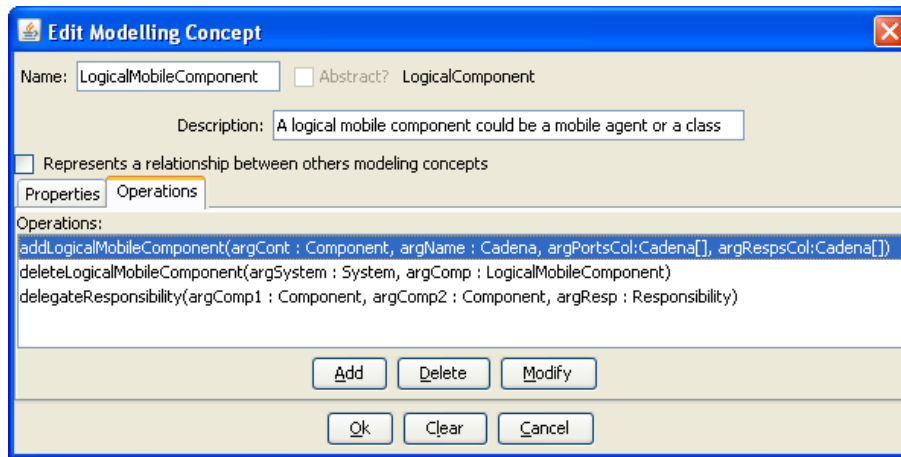 Edit Modelling Concept
Name: LogicalMobileComponent Abstract? LogicalComponent
Description: A logical mobile component could be a mobile agent or a class
Represents a relationship between others modeling concepts
Properties Operations
Operations:
addLogicalMobileComponent(argCont : Component, argName : Cadena, argPortsCol:Cadena[], argRespsCol:Cadena[])
deleteLogicalMobileComponent(argSystem : System, argComp : LogicalMobileComponent)
delegateResponsibility(argComp1 : Component, argComp2 : Component, argResp : Responsibility)
Add Delete Modify
Ok Clear Cancel